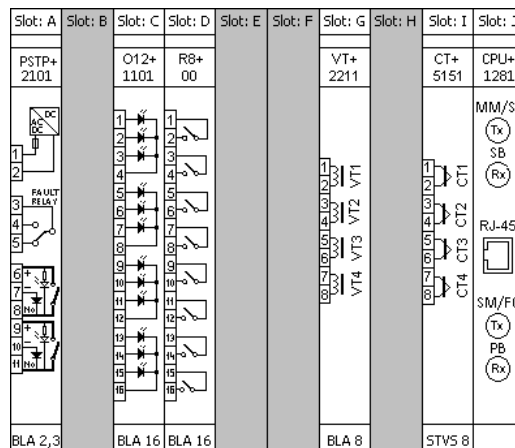 Slot: A Slot: B Slot: C Slot: D Slot: E Slot: F Slot: G Slot: H Slot: I Slot: J
PSTP+ O12+ R8+ VT+ CT+ CPU+
2101 1101 00 2211 5151 1281
DC
AC
DC
1
2
FAULT
RELAY
3
4
5
6 + -
7 -
8 No
9 + -
10 -
11 No
1
2
3
4
5
6
7
8
9
10
11
12
13
14
15
16
1
2
3
4
5
6
7
8
9
10
11
12
13
14
15
16
1
2 VT1
3
4 VT2
5
6 VT3
7
8 VT4
1
2 CT1
3
4 CT2
5
6 CT3
7
8 CT4
MM/S
Tx
SB
Rx
RJ-45
SM/F
Tx
PB
Rx
BLA 2,3 BLA 16 BLA 16 BLA 8 STVS 8